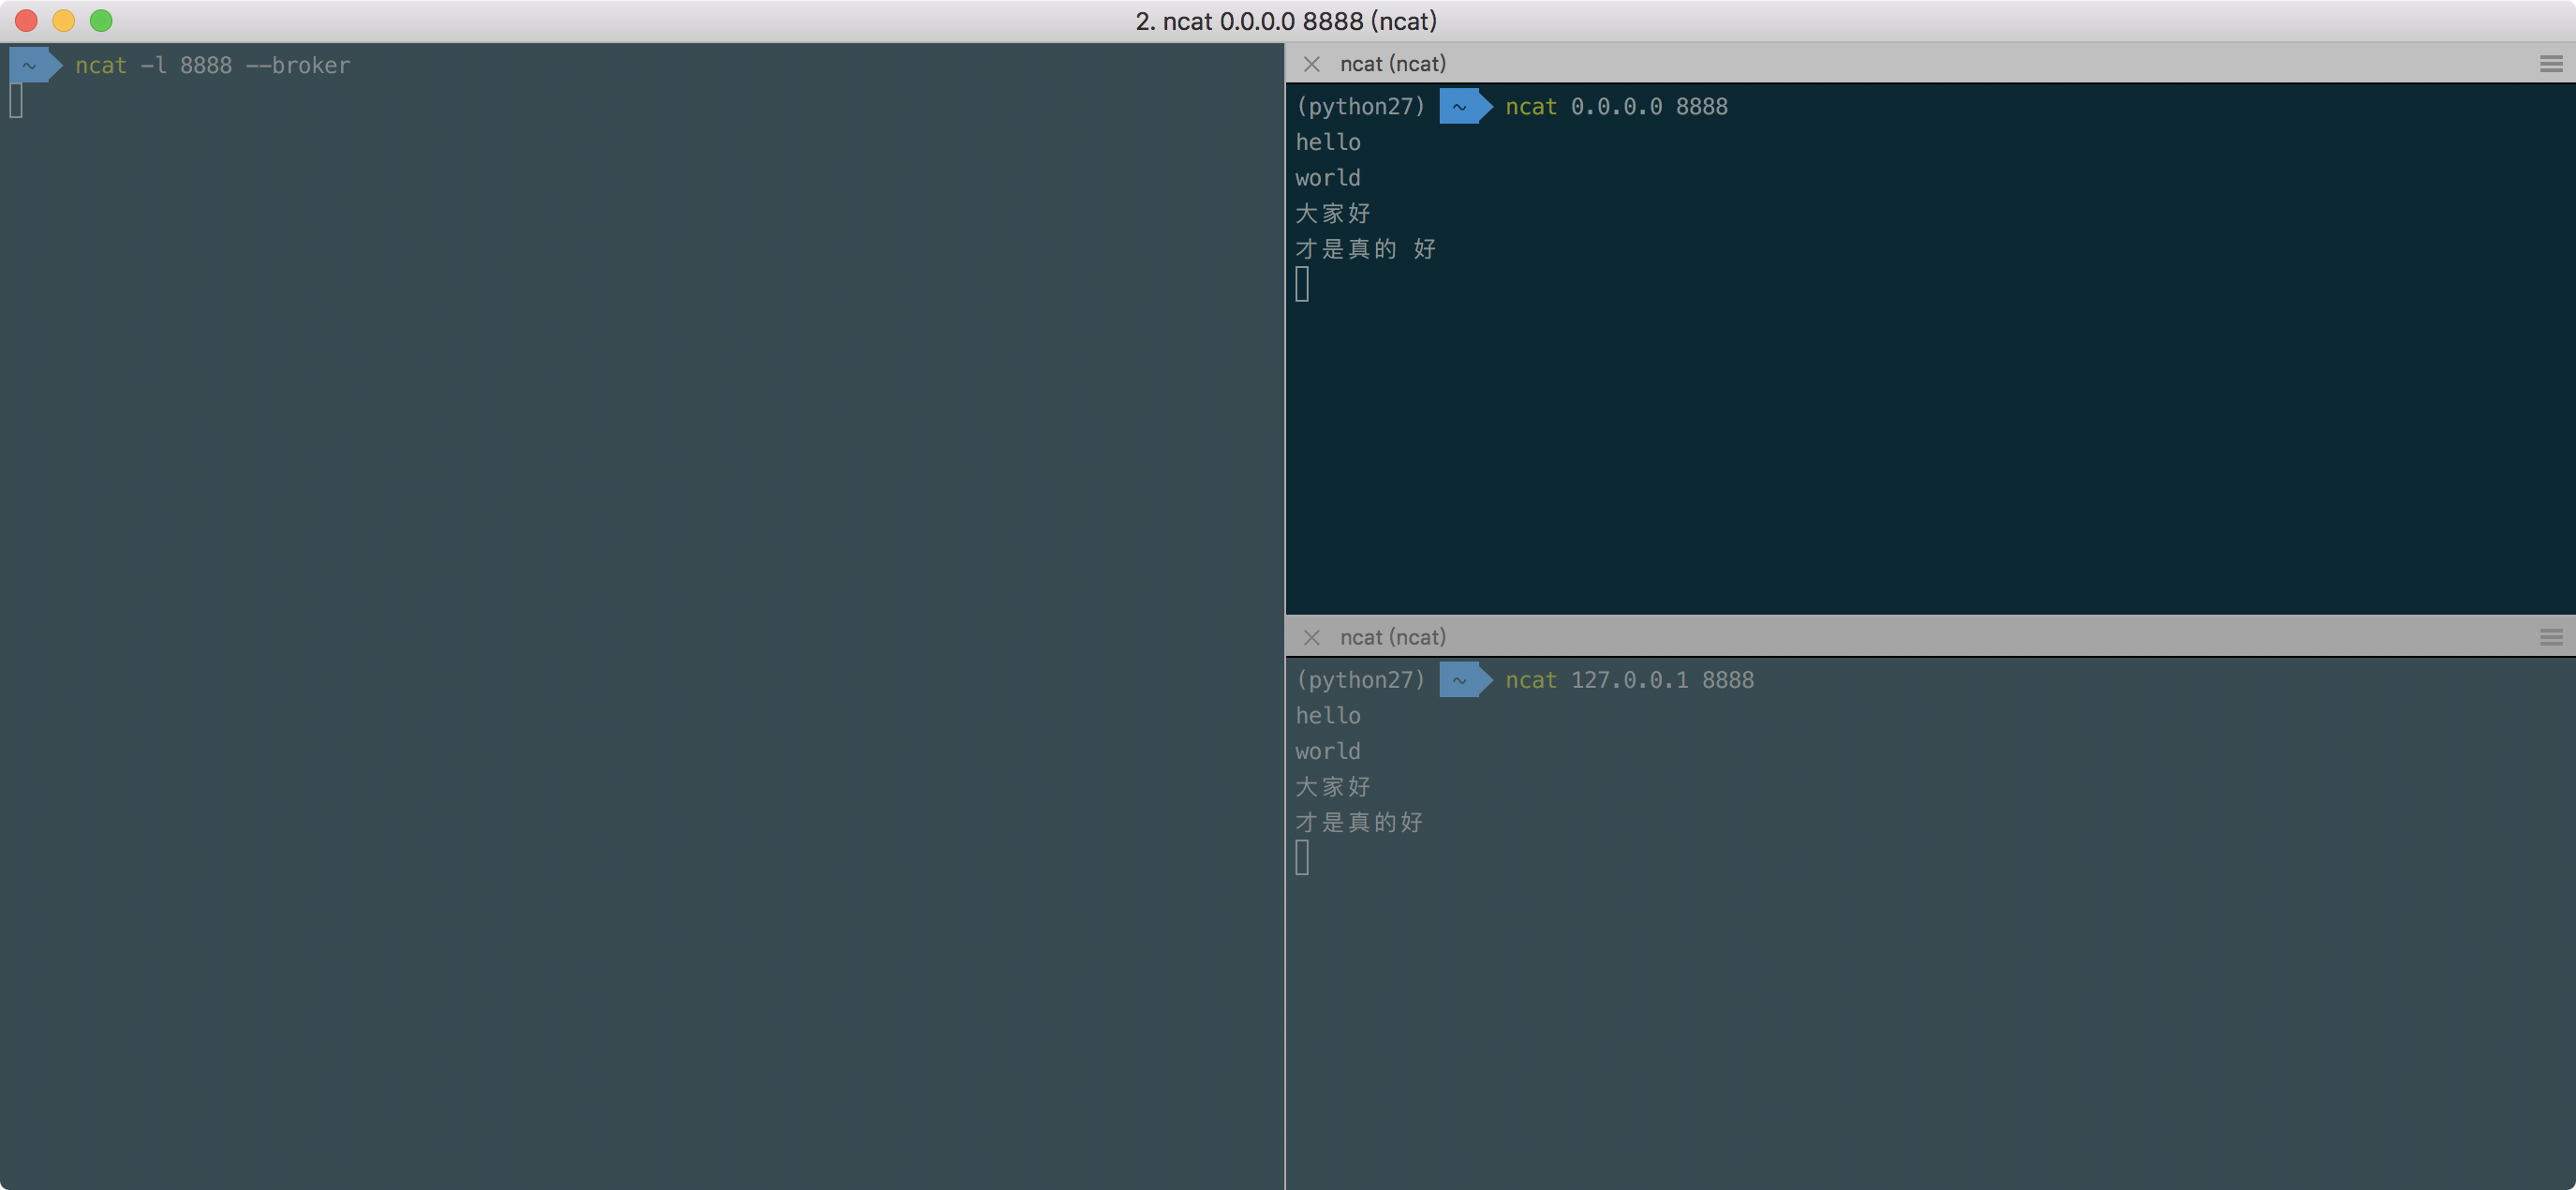 2. ncat 0.0.0.0 8888 (ncat)
~ ncat -l 8888 --broker
ncat (ncat)
(python27) ~ ncat 0.0.0.0 8888
hello
world
大家好
才是真的 好
ncat (ncat)
(python27) ~ ncat 127.0.0.1 8888
hello
world
大家好
才是真的好